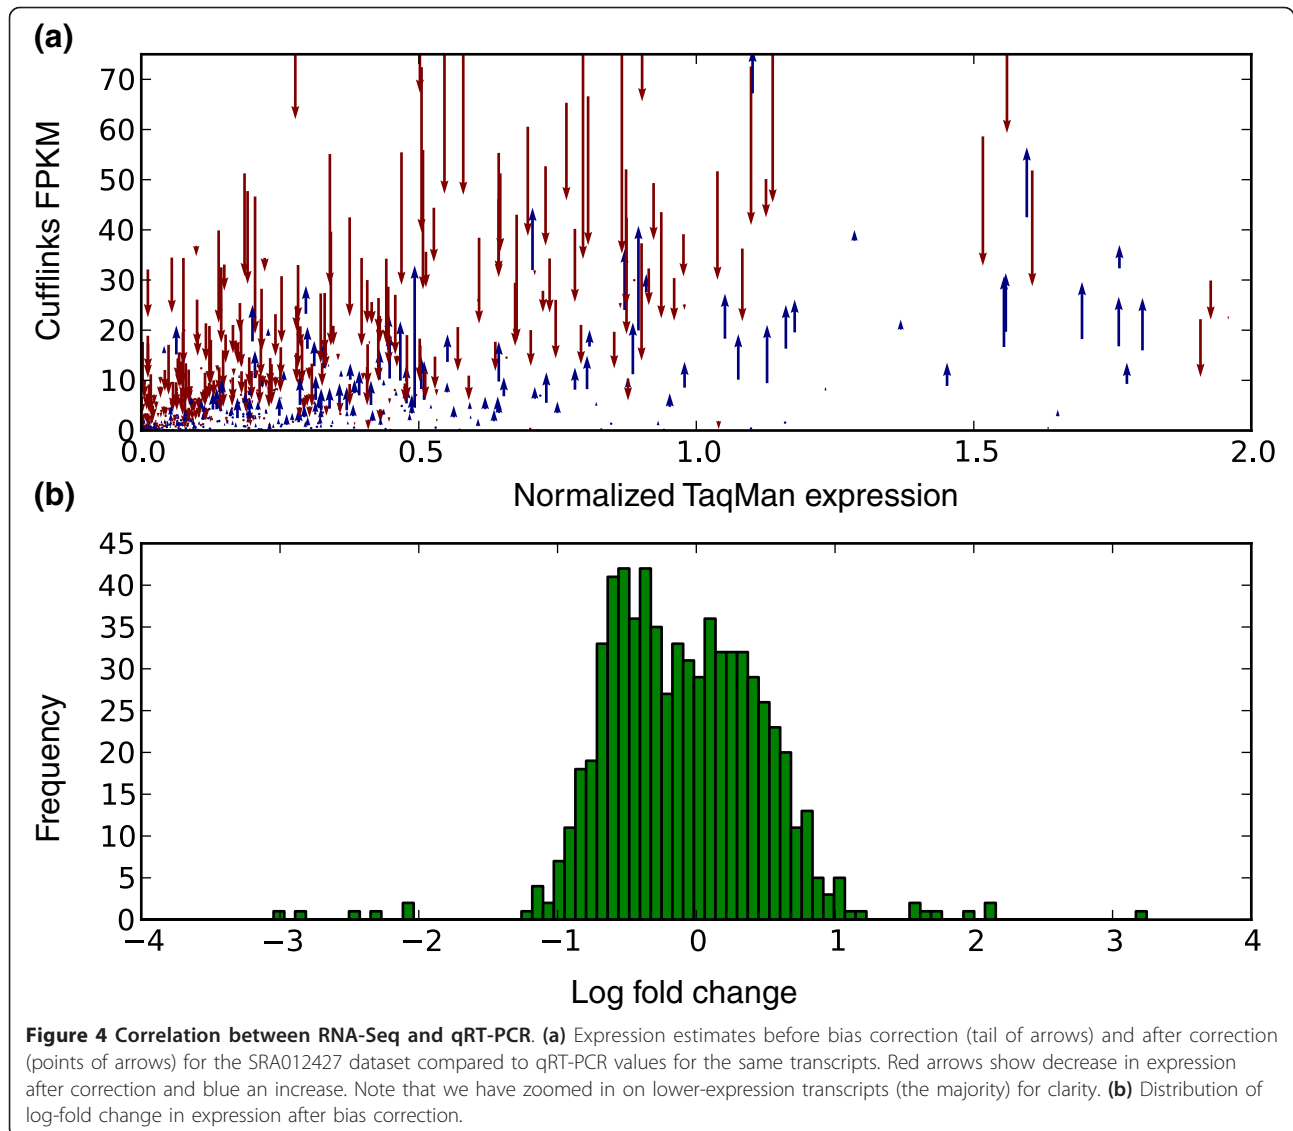 (a)
70
60
50
40
30
20
10
0
Cufflinks FPKM
0.0 0.5 1.0 1.5 2.0
Normalized TaqMan expression
(b)
45
40
35
30
25
20
15
10
5
0
Frequency
−4 −3 −2 −1 0 1 2 3 4
Log fold change
Figure 4 Correlation between RNA-Seq and qRT-PCR. (a) Expression estimates before bias correction (tail of arrows) and after correction
(points of arrows) for the SRA012427 dataset compared to qRT-PCR values for the same transcripts. Red arrows show decrease in expression
after correction and blue an increase. Note that we have zoomed in on lower-expression transcripts (the majority) for clarity. (b) Distribution of
log-fold change in expression after bias correction.